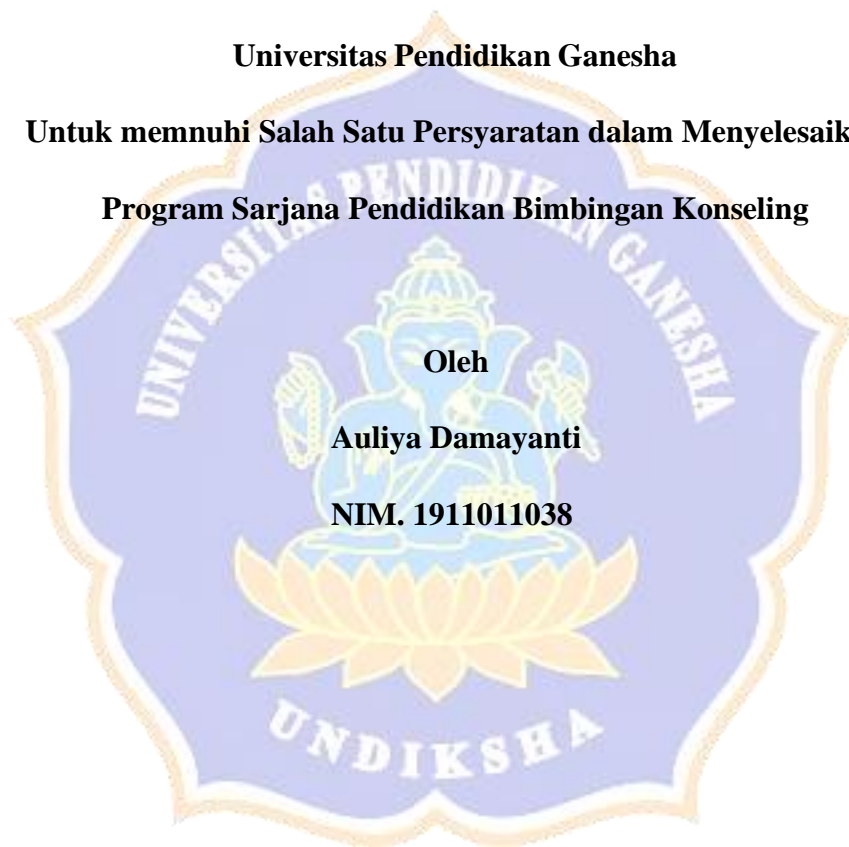 Universitas Pendidikan Ganesha
Untuk memnuhi Salah Satu Persyaratan dalam Menyelesaik
Program Sarjana Pendidikan Bimbingan Konseling
UNIVERSITAS PENDIDIKAN GANESHA
Oleh
Auliya Damayanti
NIM. 1911011038
UNDIKSHA